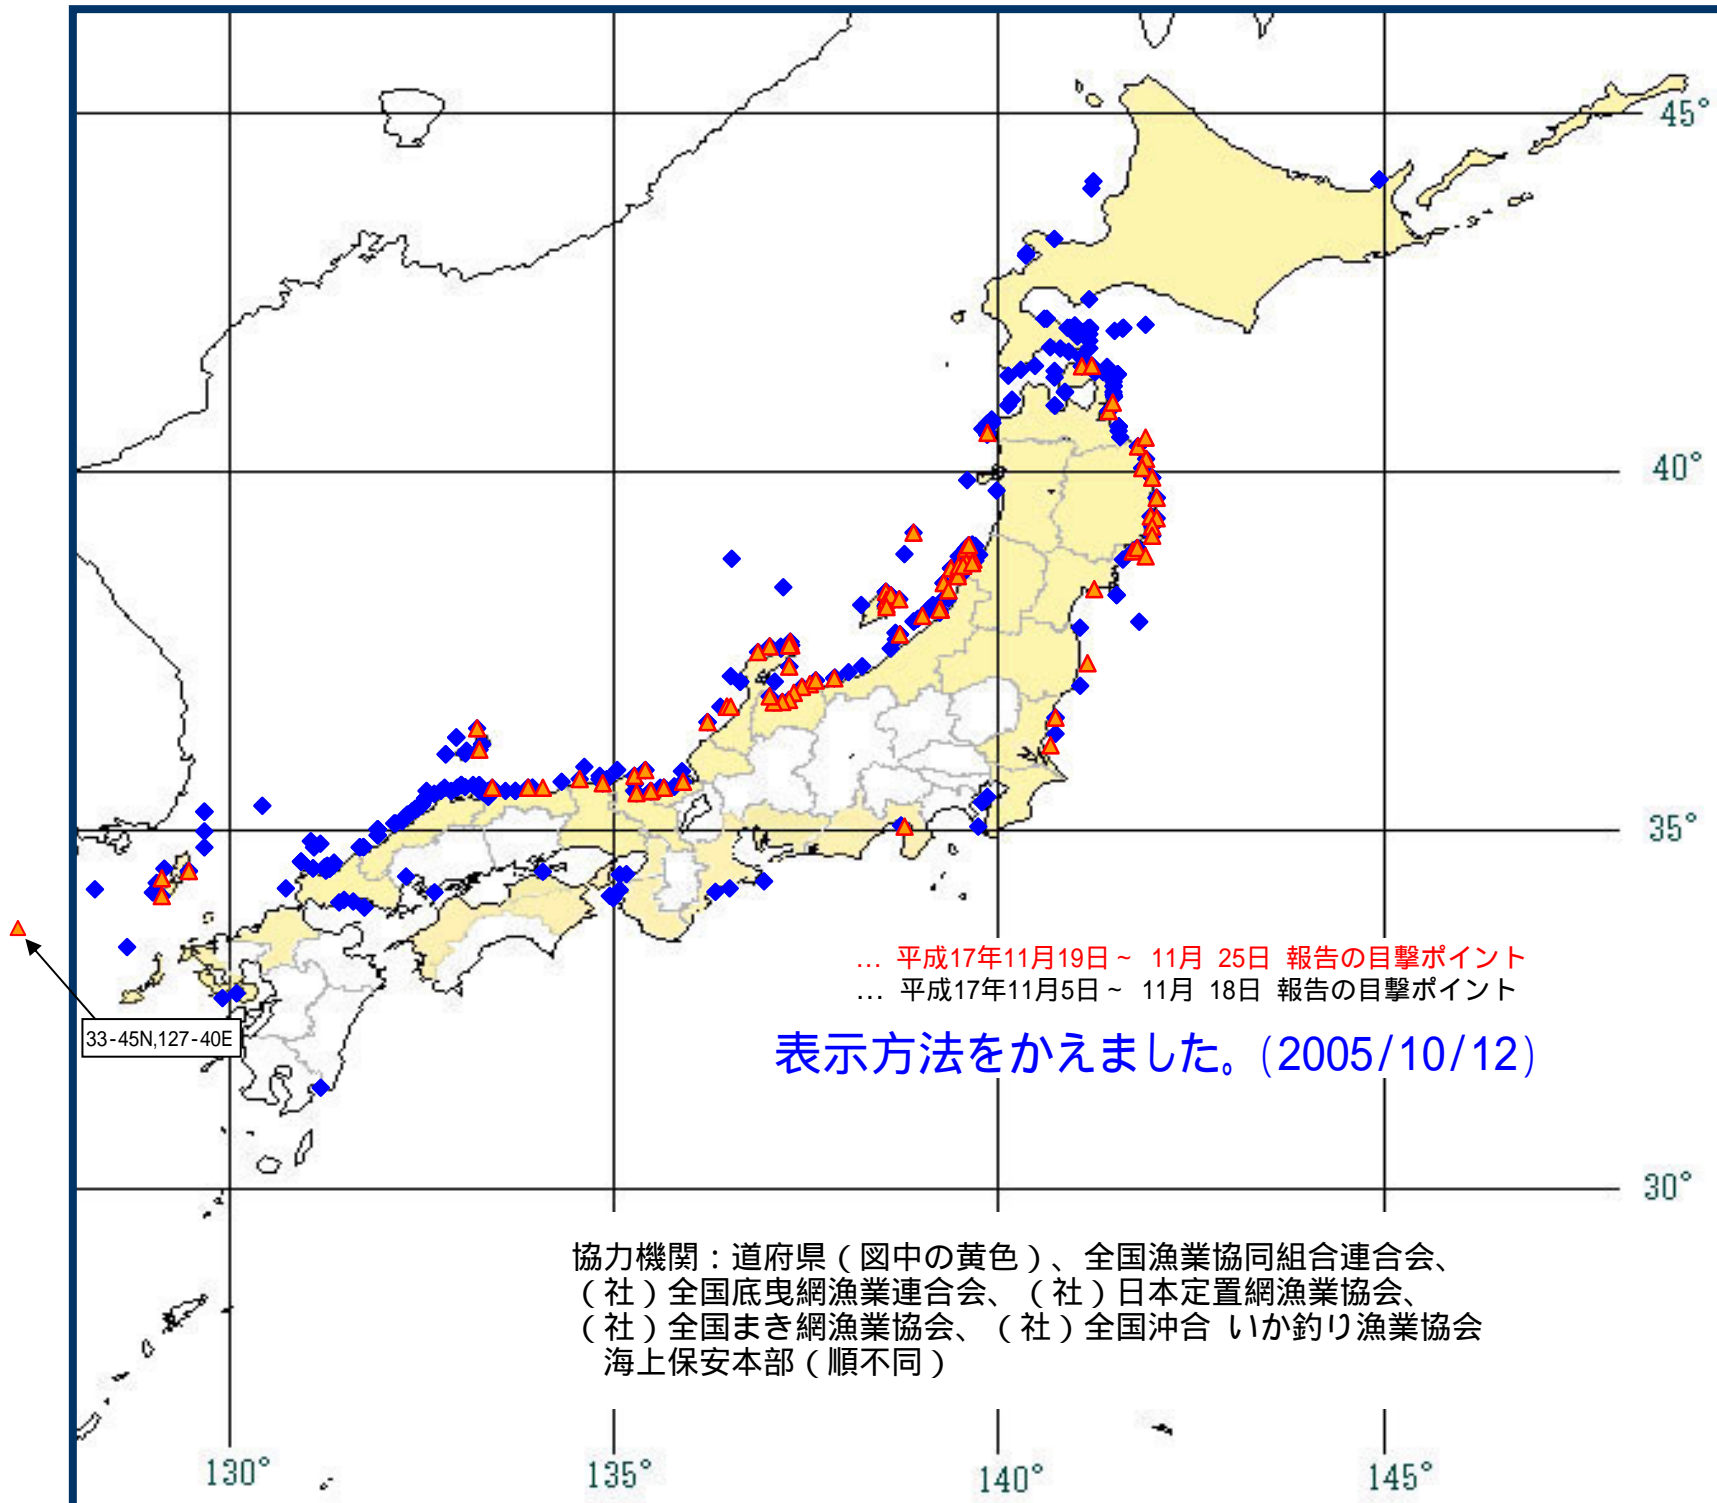 45°
40°
35°
33-45N,127-40E
... 平成17年11月19日~ 11月 25日 報告の目撃ポイント
... 平成17年11月5日~ 11月 18日 報告の目撃ポイント
表示方法をかえました。(2005/10/12)
30°
協力機関：道府県（図中の黄色）、全国漁業協同組合連合会、
（社）全国底曳網漁業連合会、（社）日本定置網漁業協会、
（社）全国まき網漁業協会、（社）全国沖合 いか釣り漁業協会
海上保安本部（順不同）
130° 135° 140° 145°